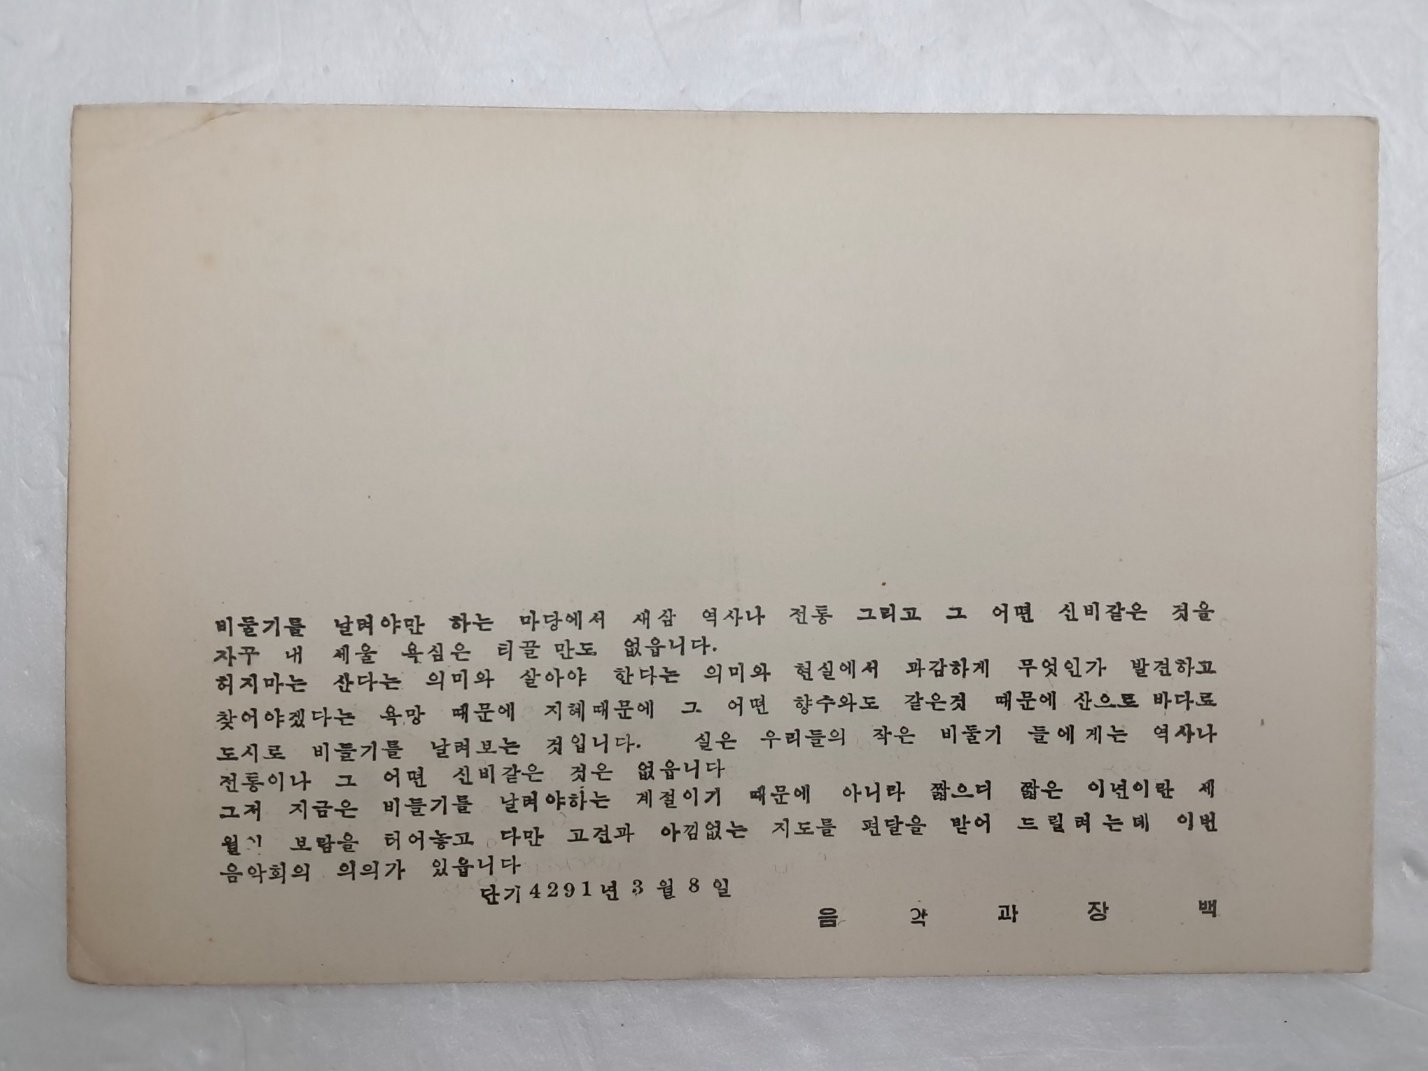 비둘기를 날려야만 하는 마당에서 새삼 역사나 전통 그리고 그 어떤 신비같은 것을
자꾸 내 세울 욕심은 티끌 만도 없읍니다.
허지마는 산다는 의미와 살아야 한다는 의미와 현실에서 과감하게 무엇인가 발견하고
찾어야겠다는 욕망 때문에 지혜때문에 그 어떤 향수와도 같은것 때문에 산으로 바다로
도시로 비들기를 날려보는 것입니다. 실은 우리들의 작은 비둘기 들에게는 역사나
전통이나 그 어떤 신비같은 것은 없읍니다
그저 지금은 비들기를 날려야하는 계절이기 때문에 아니라 짧으디 짧은 이년이란 세
월의 보람을 터어놓고 다만 고견과 아낌없는 지도를 편달을 받어 드릴려는데 이번
음악회의 의의가 있읍니다
단기4291년 3월 8일
음 악 과 장 백